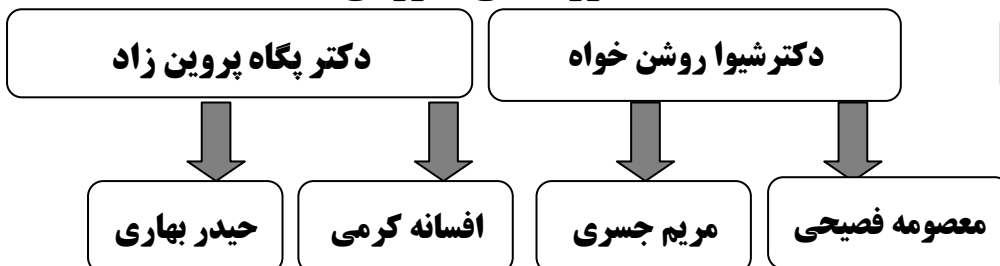 دکترشیوا روشن خواه
دکتر پگاه پروین زاد
معصومه فصیحی
مریم جسری
افسانه کرمی
حیدر بهاری